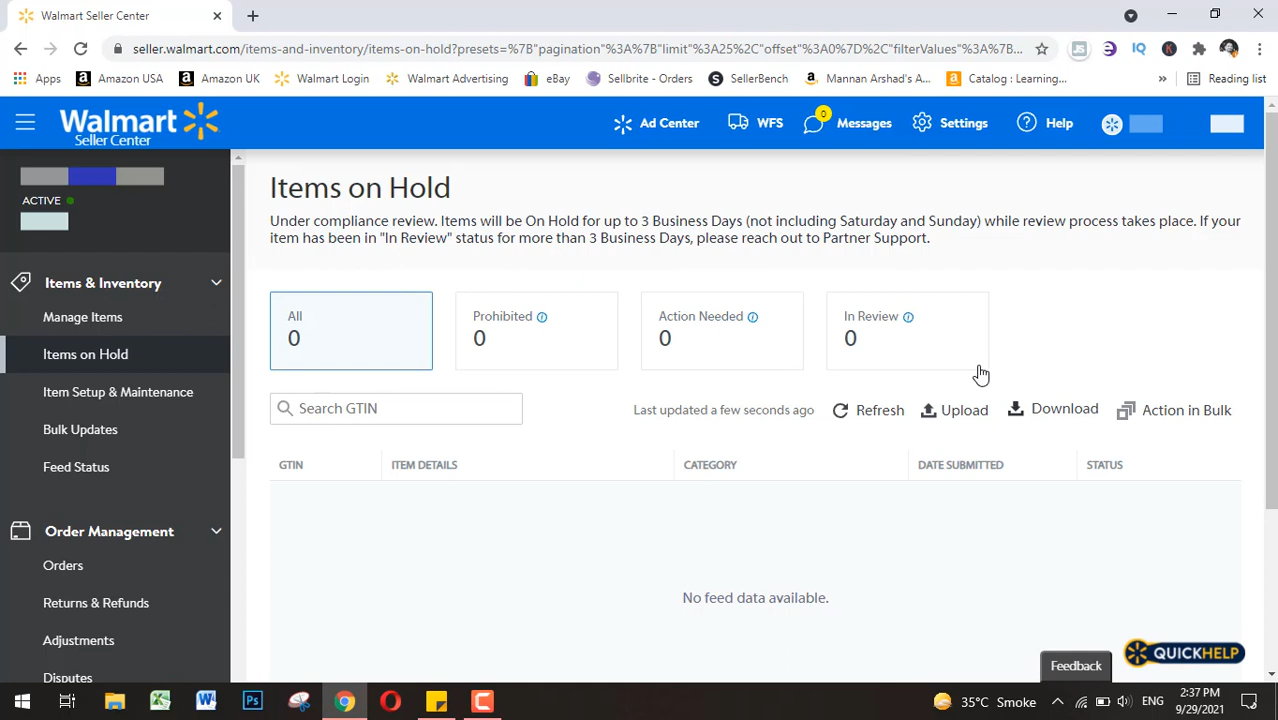 Walmart Seller Center
seller.walmart.com/items-and-inventory/items-on-hold?presets=%7B"pagination"%3A%7B"limit"%3A25%2C"offset"%3A0%7D%2C"filterValues"%3A%7B...
JS
IQ
K
Apps
Amazon USA
Amazon UK
Walmart Login
Walmart Advertising
eBay
Sellbrite - Orders
SellerBench
Mannan Arshad's A...
Catalog : Learning...
»
Reading list
Walmart
Seller Center
Ad Center
WFS
0
Messages
Settings
Help
ACTIVE
Items & Inventory
Manage Items
Items on Hold
Item Setup & Maintenance
Bulk Updates
Feed Status
Order Management
Orders
Returns & Refunds
Adjustments
Disputes
Items on Hold
Under compliance review. Items will be On Hold for up to 3 Business Days (not including Saturday and Sunday) while review process takes place. If your
item has been in "In Review" status for more than 3 Business Days, please reach out to Partner Support.
All
0
Prohibited
0
Action Needed
0
In Review
0
Search GTIN
Last updated a few seconds ago
Refresh
Upload
Download
Action in Bulk
GTIN
ITEM DETAILS
CATEGORY
DATE SUBMITTED
STATUS
No feed data available.
QUICKHELP
Feedback
35°C Smoke
ENG
2:37 PM
9/29/2021